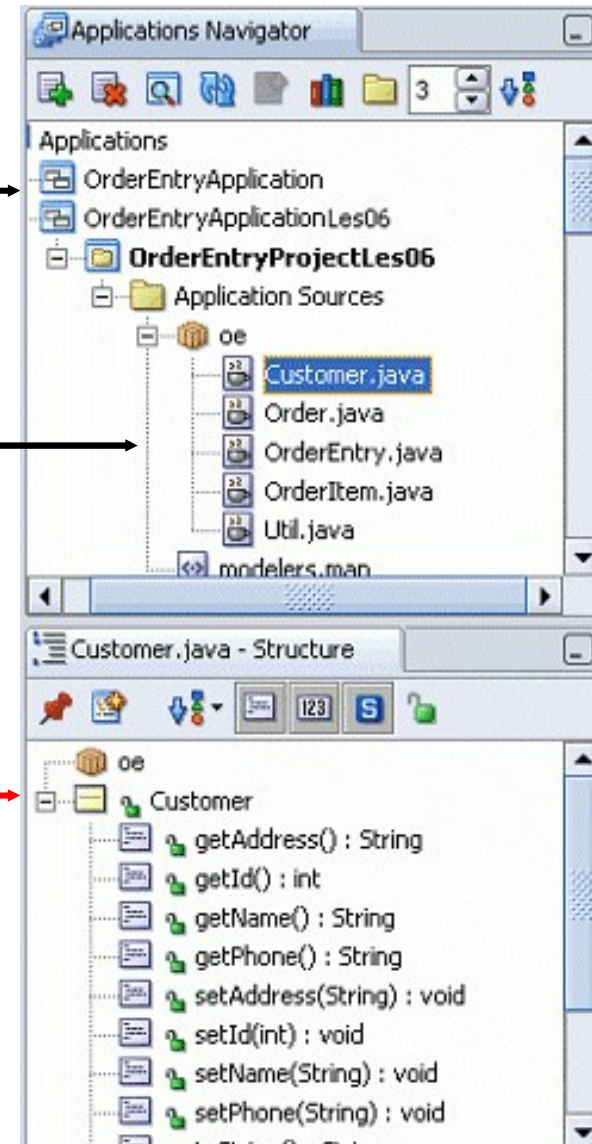 Applications Navigator
3
Applications
OrderEntryApplication
OrderEntryApplicationLes06
OrderEntryProjectLes06
Application Sources
oe
Customer.java
Order.java
OrderEntry.java
OrderItem.java
Util.java
modelers.man
Customer.java - Structure
123 S
oe
Customer
getAddress() : String
getId() : int
getName() : String
getPhone() : String
setAddress(String) : void
setId(int) : void
setName(String) : void
setPhone(String) : void